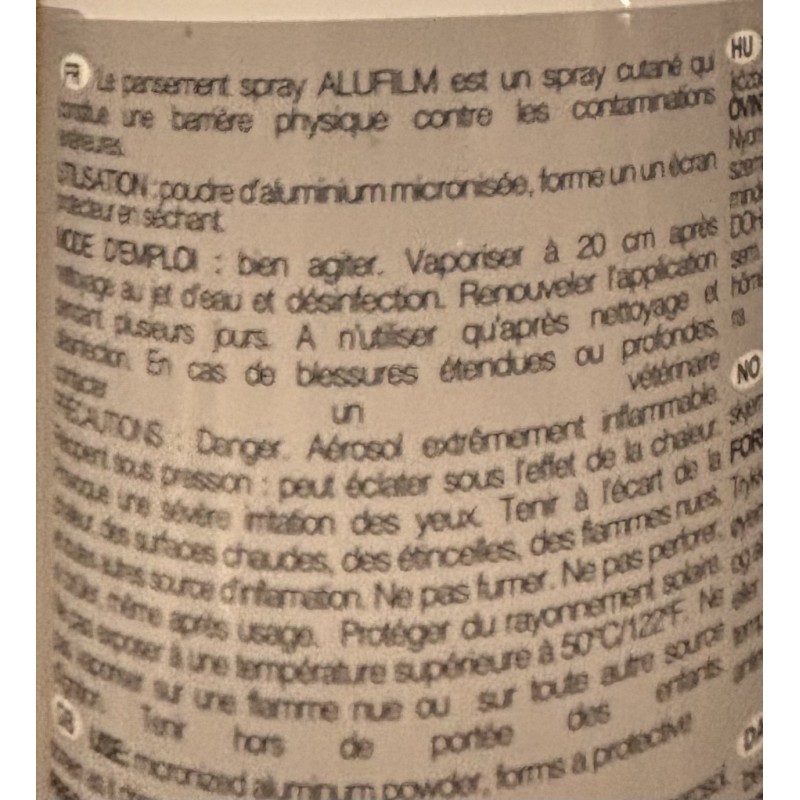 FR Le pansement spray ALUFILM est un spray cutané qui
constitue une barrière physique contre les contaminations
extérieures.
UTILISATION : poudre d'aluminium micronisée, forme un un écran
protecteur en séchant.
MODE D'EMPLOI : bien agiter. Vaporiser à 20 cm après
nettoyage au jet d'eau et désinfection. Renouveler l'application
pendant plusieurs jours. A n'utiliser qu'après nettoyage et
désinfection. En cas de blessures étendues ou profondes,
contacter un vétérinaire
PRÉCAUTIONS : Danger. Aérosol extrêmement inflammable.
Récipient sous pression : peut éclater sous l'effet de la chaleur.
Provoque une sévère irritation des yeux. Tenir à l'écart de la
chaleur, des surfaces chaudes, des étincelles, des flammes nues,
et toutes autres source d'inflamation. Ne pas fumer. Ne pas perforer,
même après usage. Protéger du rayonnement solaire.
Ne pas exposer à une température supérieure à 50°C/122°F. Ne
pas vaporiser sur une flamme nue ou sur toute autre source
Tenir hors de portée des enfants.
GB USE: micronized aluminum powder, forms a protective
HU
OVIN
NO
FOR
DA